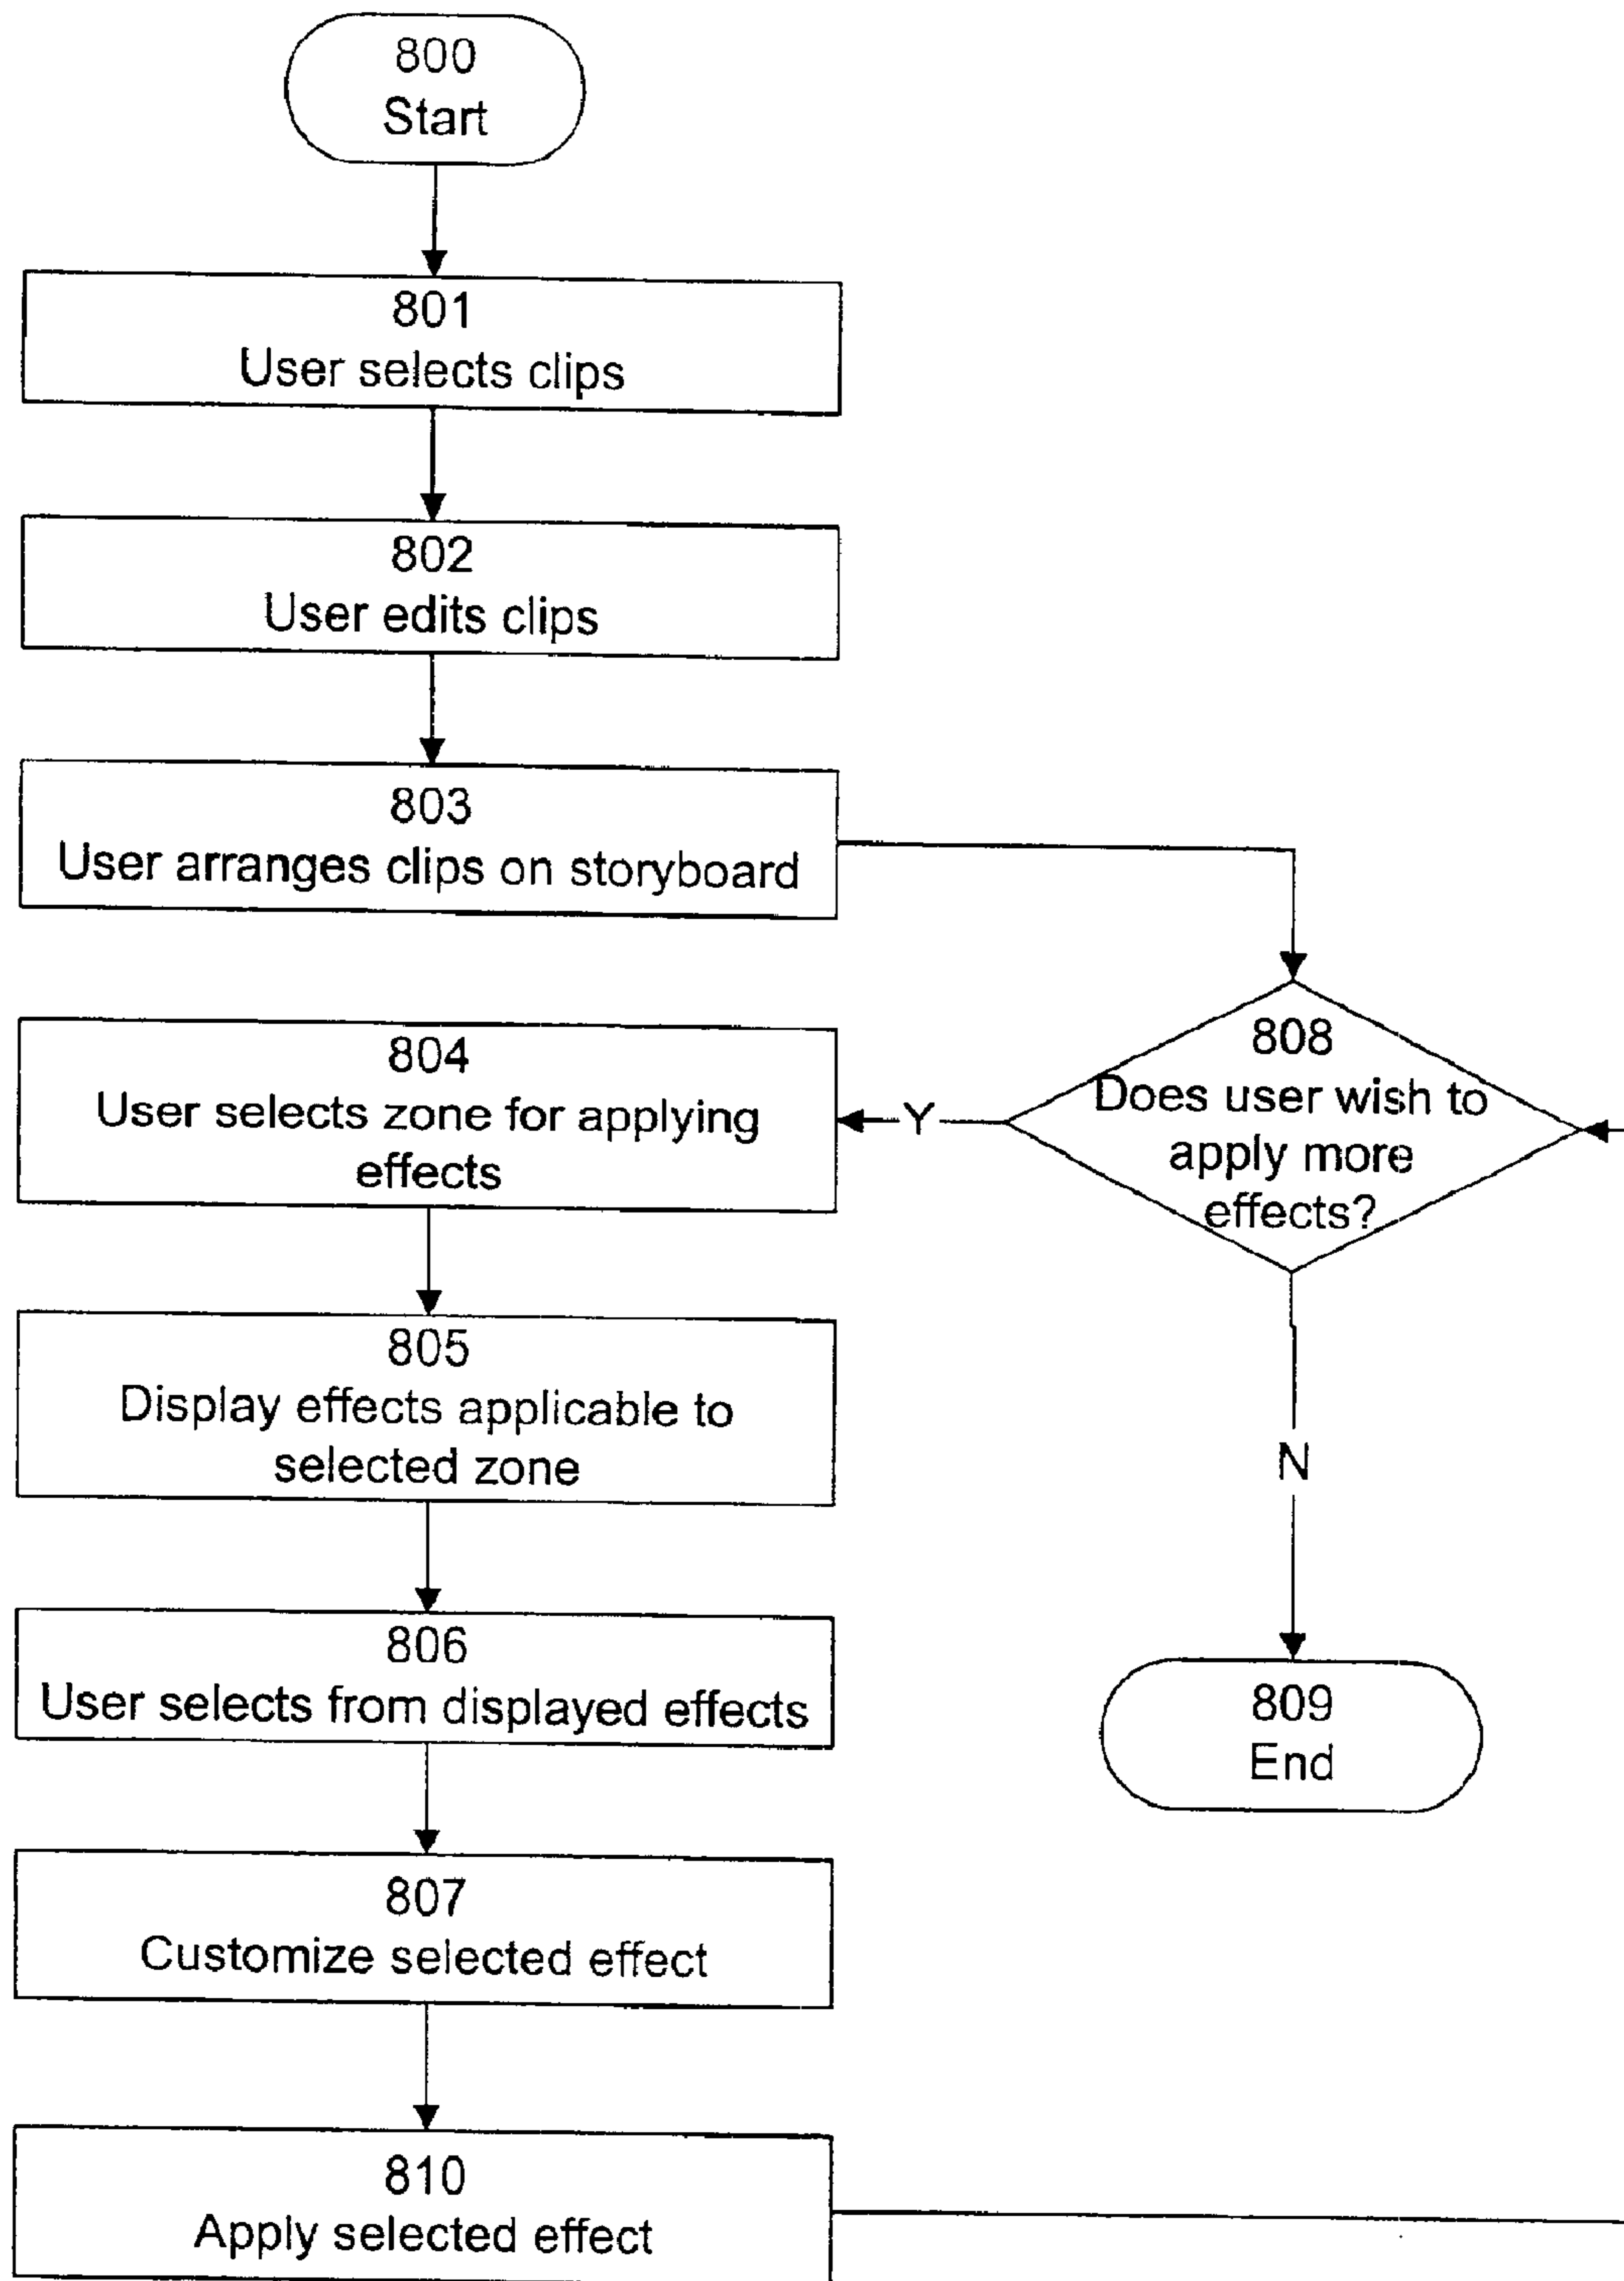 800
Start
801
User selects clips
802
User edits clips
803
User arranges clips on storyboard
808
Does user wish to
apply more
effects?
Y
N
804
User selects zone for applying
effects
805
Display effects applicable to
selected zone
806
User selects from displayed effects
807
Customize selected effect
810
Apply selected effect
809
End